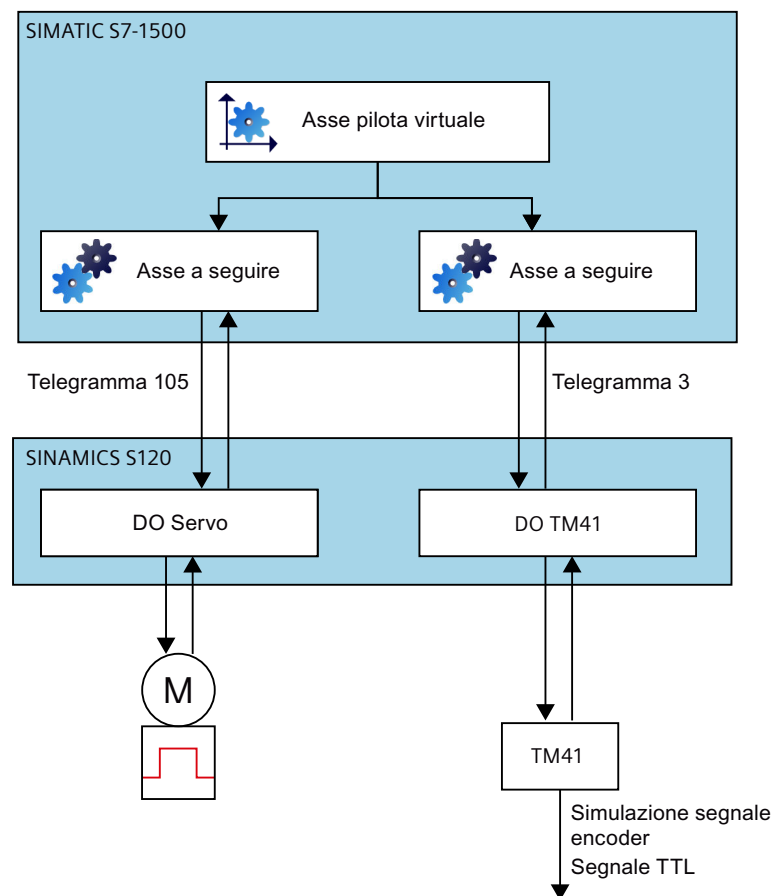 SIMATIC S7-1500
Asse pilota virtuale
Asse a seguire
Asse a seguire
Telegramma 105
Telegramma 3
SINAMICS S120
DO Servo
DO TM41
M
TM41
Simulazione segnale
encoder
Segnale TTL